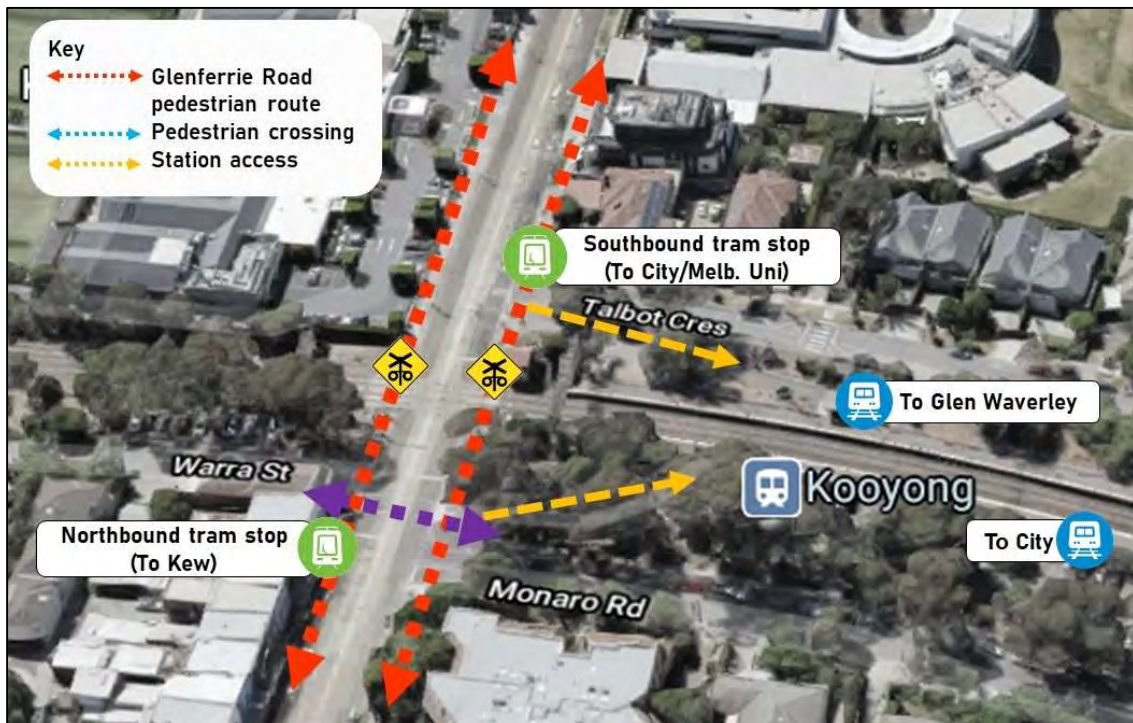 Key
Glenferrie Road
pedestrian route
Pedestrian crossing
Station access
Southbound tram stop
(To City/Melb. Uni)
Talbot Cres
To Glen Waverley
Warra St
Kooyong
Northbound tram stop
(To Kew)
To City
Monaro Rd